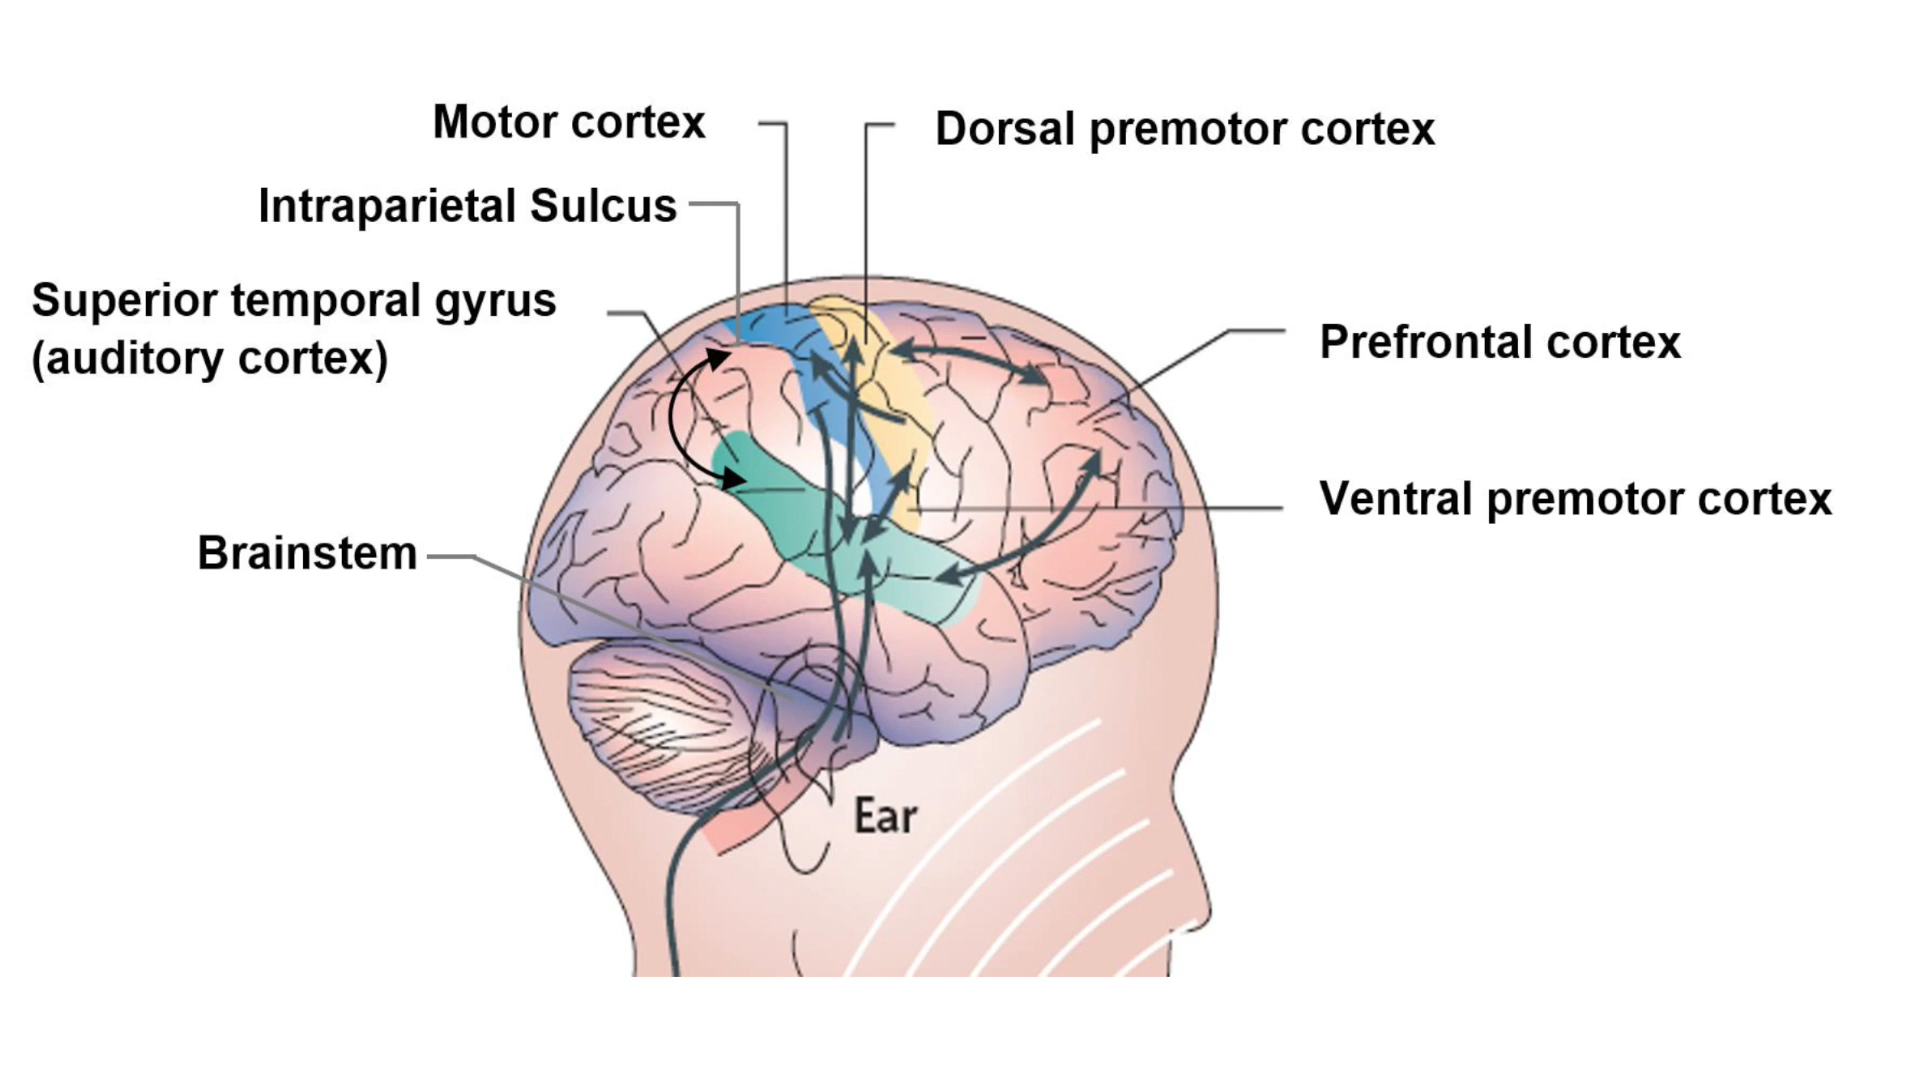 Motor cortex
Dorsal premotor cortex
Intraparietal Sulcus
Superior temporal gyrus
(auditory cortex)
Prefrontal cortex
Ventral premotor cortex
Brainstem
Ear